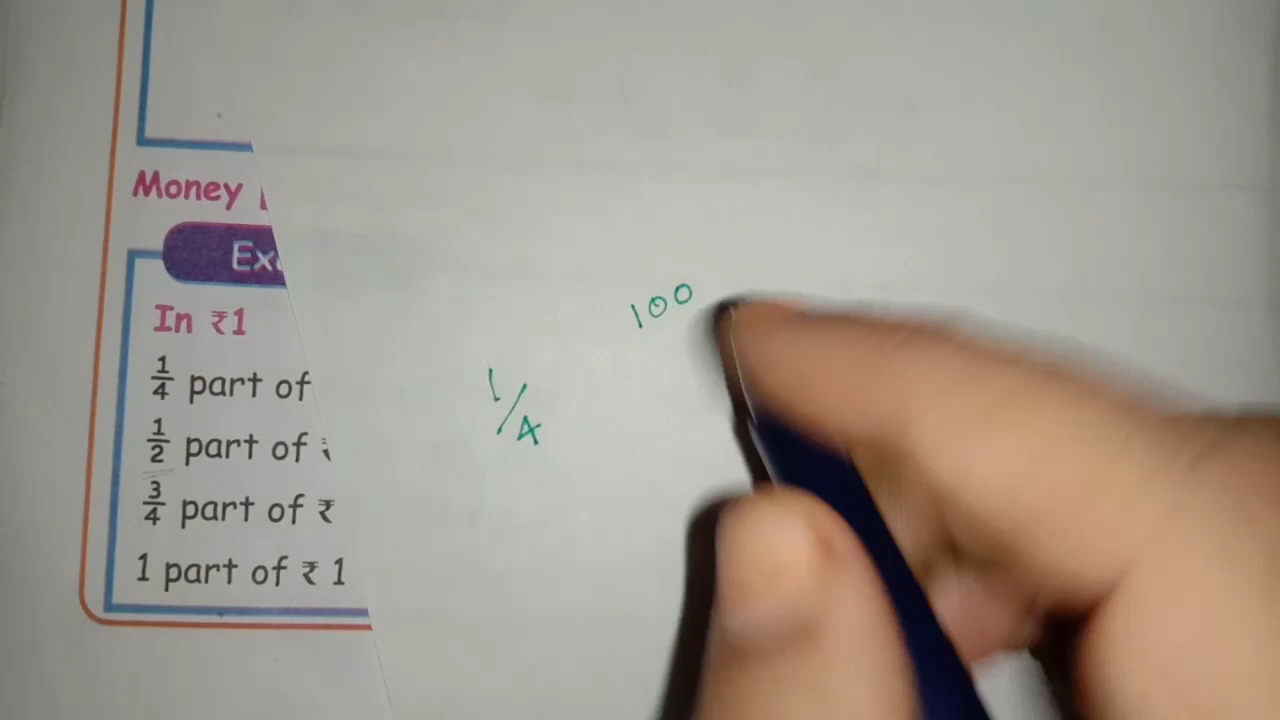 Money
Ex
In ₹1
1/4 part of
1/2 part of
3/4 part of ₹
1 part of ₹ 1
100
1/4